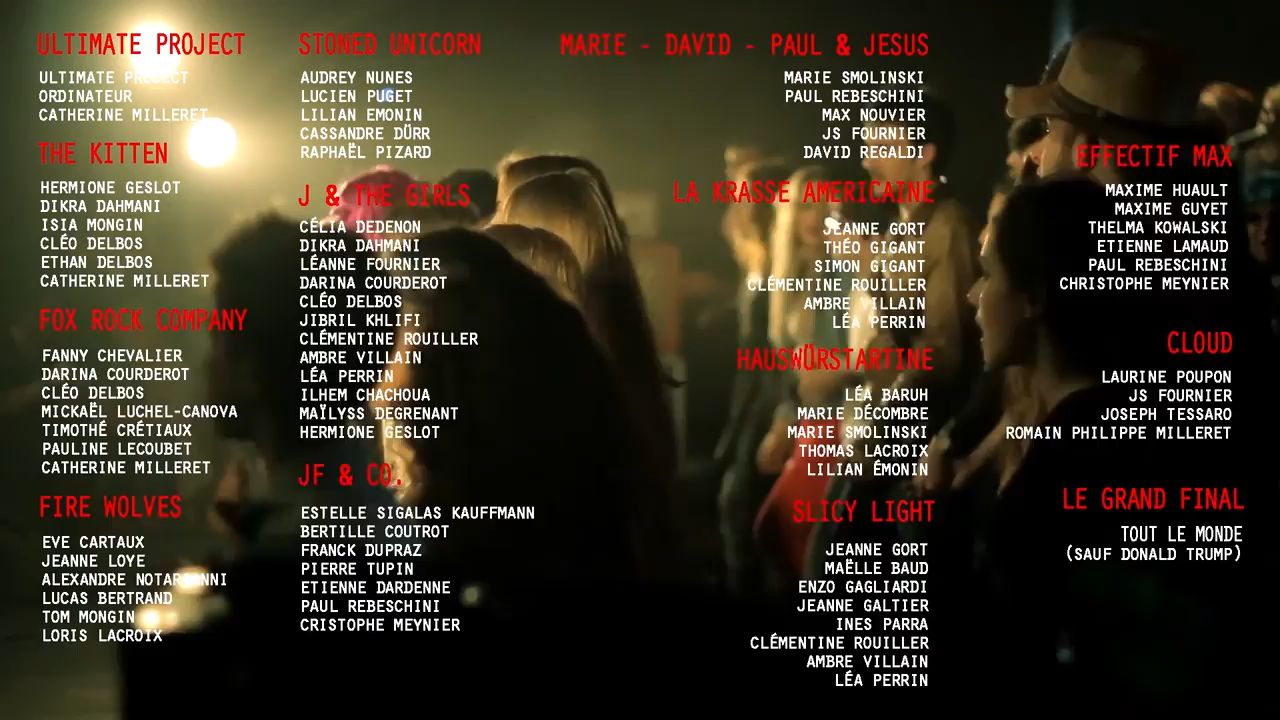 ULTIMATE PROJECT
ULTIMATE PROJECT
ORDINATEUR
CATHERINE MILLERET
THE KITTEN
HERMIONE GESLOT
DIKRA DAHMANI
ISIA MONGIN
CLÉO DELBOS
ETHAN DELBOS
CATHERINE MILLERET
FOX ROCK COMPANY
FANNY CHEVALIER
DARINA COURDEROT
CLÉO DELBOS
MICKAËL LUCHEL-CANOVA
TIMOTHÉ CRÉTIAUX
PAULINE LECOUBET
CATHERINE MILLERET
FIRE WOLVES
EVE CARTAUX
JEANNE LOYE
ALEXANDRE
LUCAS BERTRAND
TOM MONGIN
LORIS LACROIX
STONED UNICORN
AUDREY NUNES
LUCIEN PUGET
LILIAN EMONIN
CASSANDRE DÜRR
RAPHAËL PIZARD
J & THE GIRLS
CÉLIA DEDENON
DIKRA DAHMANI
LÉANNE FOURNIER
DARINA COURDEROT
CLÉO DELBOS
JIBRIL KHLIFI
CLÉMENTINE ROUILLER
AMBRE VILLAIN
LÉA PERRIN
ILHEM CHACHOUA
MAÏLYSS DEGRENANT
HERMIONE GESLOT
JF & CO.
ESTELLE SIGALAS KAUFFMANN
BERTILLE COUTROT
FRANCK DUPRAZ
PIERRE TUPIN
ETIENNE DARDENNE
PAUL REBESCHINI
CRISTOPHE MEYNIER
MARIE - DAVID - PAUL & JESUS
MARIE SMOLINSKI
PAUL REBESCHINI
MAX NOUVIER
JS FOURNIER
DAVID REGALDI
LA KRASSE AMERICAINE
JEANNE GORT
THÉO GIGANT
SIMON GIGANT
CLÉMENTINE ROUILLER
AMBRE VILLAIN
LÉA PERRIN
HAUSWÜRSTARTINE
LÉA BARUH
MARIE DÉCOMBRE
MARIE SMOLINSKI
THOMAS LACROIX
LILIAN ÉMONIN
SLICY LIGHT
JEANNE GORT
MAËLLE BAUD
ENZO GAGLIARDI
JEANNE GALTIER
INES PARRA
CLÉMENTINE ROUILLER
AMBRE VILLAIN
LÉA PERRIN
EFFECTIF MAX
MAXIME HUAULT
MAXIME GUYET
THELMA KOWALSKI
ETIENNE LAMAUD
PAUL REBESCHINI
CHRISTOPHE MEYNIER
CLOUD
LAURINE POUPON
JS FOURNIER
JOSEPH TESSARO
ROMAIN PHILIPPE MILLERET
LE GRAND FINAL
TOUT LE MONDE
(SAUF DONALD TRUMP)